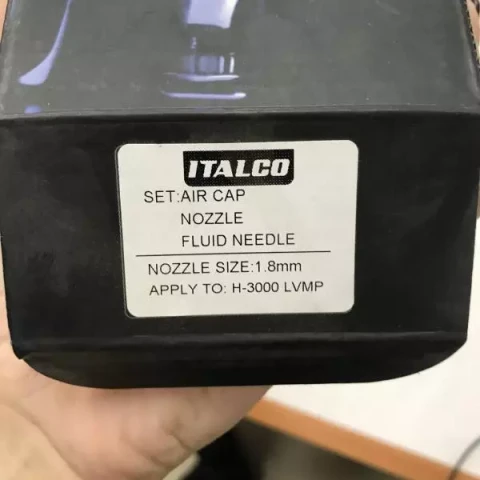 ITALCO
SET:AIR CAP
NOZZLE
FLUID NEEDLE
NOZZLE SIZE:1.8mm
APPLY TO: H-3000 LVMP